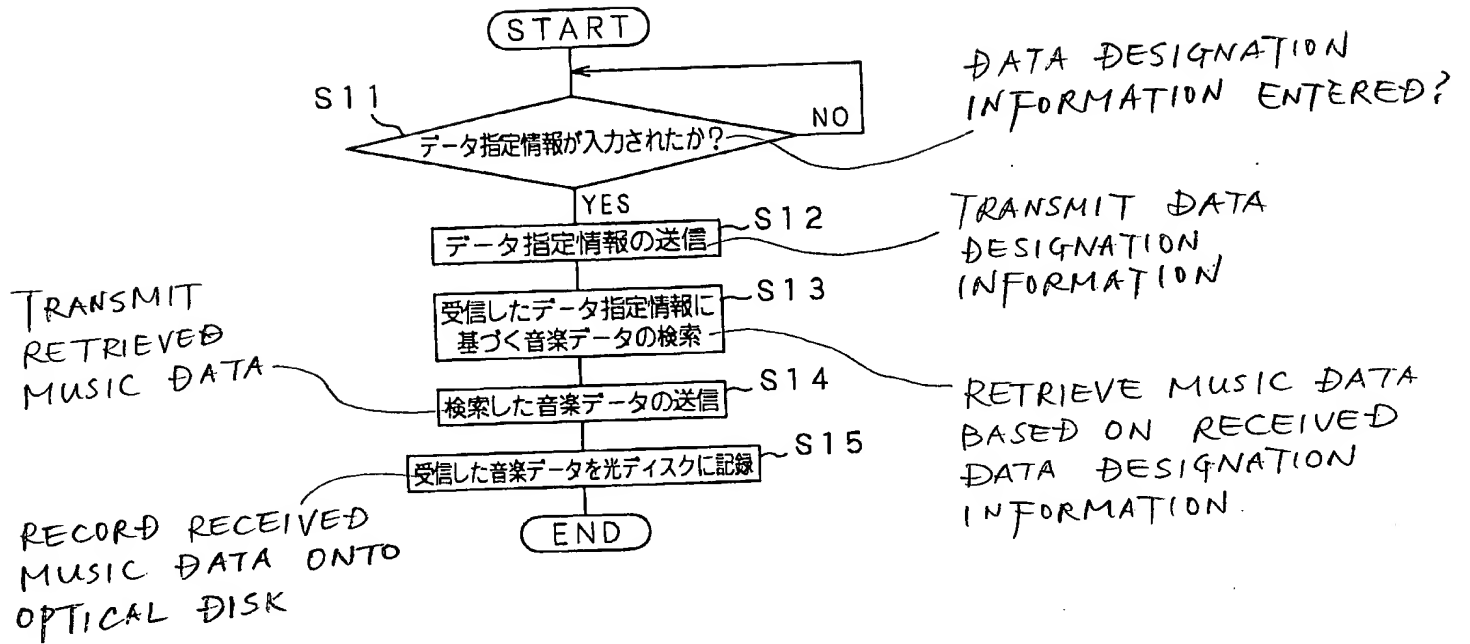 START
DATA DESIGNATION
INFORMATION ENTERED?
S11
NO
データ指定情報が入力されたか?
YES
S12
データ指定情報の送信
TRANSMIT DATA
DESIGNATION
INFORMATION
S13
受信したデータ指定情報に
基づく音楽データの検索
TRANSMIT
RETRIEVED
MUSIC DATA
S14
検索した音楽データの送信
RETRIEVE MUSIC DATA
BASED ON RECEIVED
DATA DESIGNATION
INFORMATION
S15
受信した音楽データを光ディスクに記録
END
RECORD RECEIVED
MUSIC DATA ONTO
OPTICAL DISK